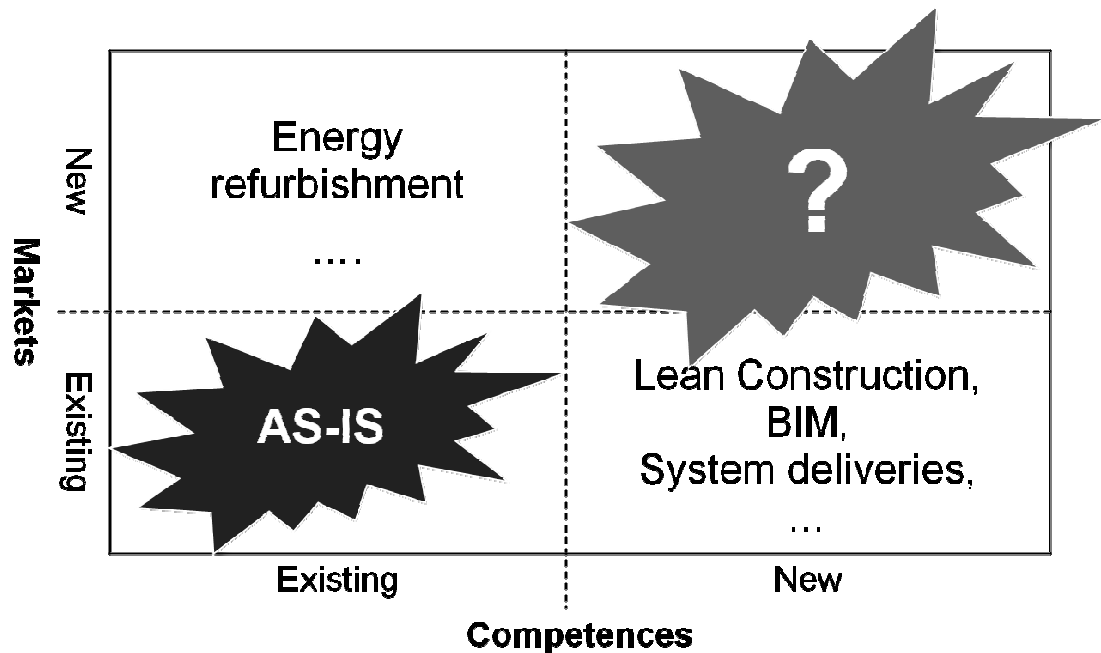 Energy
refurbishment
....
?
New
Markets
AS-IS
Existing
Lean Construction,
BIM,
System deliveries,
...
Existing
New
Competences